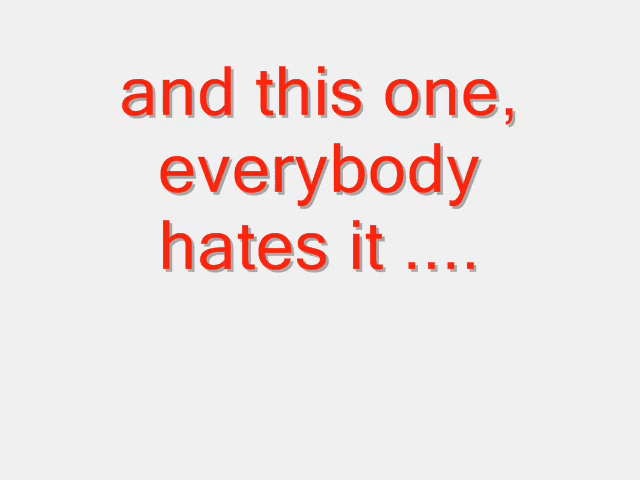 and this one,
everybody
hates it ....